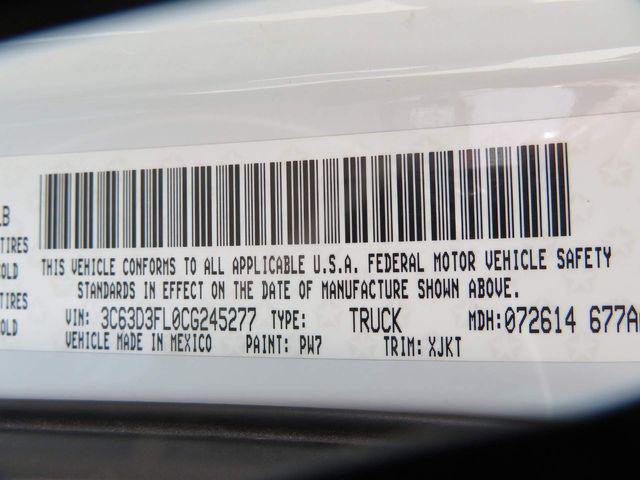 LB
TIRES
COLD
TIRES
COLD
THIS VEHICLE CONFORMS TO ALL APPLICABLE U.S.A. FEDERAL MOTOR VEHICLE SAFETY
STANDARDS IN EFFECT ON THE DATE OF MANUFACTURE SHOWN ABOVE.
VIN: 3C63D3FL0CG245277 TYPE: TRUCK MDH:072614 677A
VEHICLE MADE IN MEXICO PAINT: PW7 TRIM:XJKT